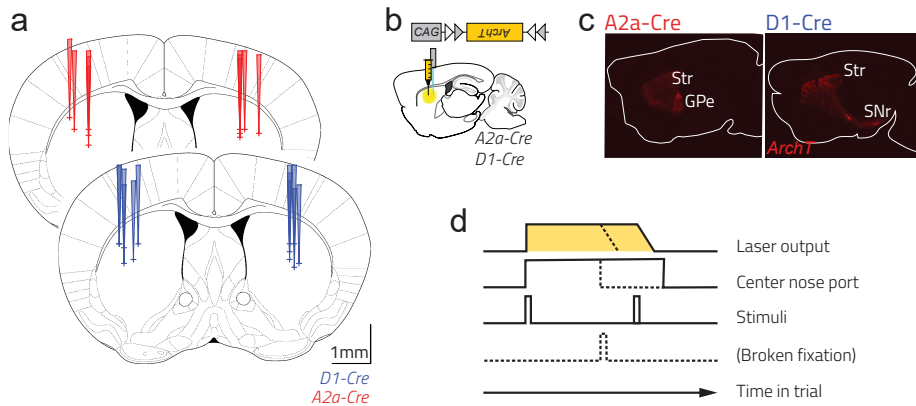 a
1mm
D1-Cre
A2a-Cre
b
CAG
ArchT
A2a-Cre
D1-Cre
c
A2a-Cre
D1-Cre
Str
GPe
Str
SNr
ArchT
d
Laser output
Center nose port
Stimuli
(Broken fixation)
Time in trial